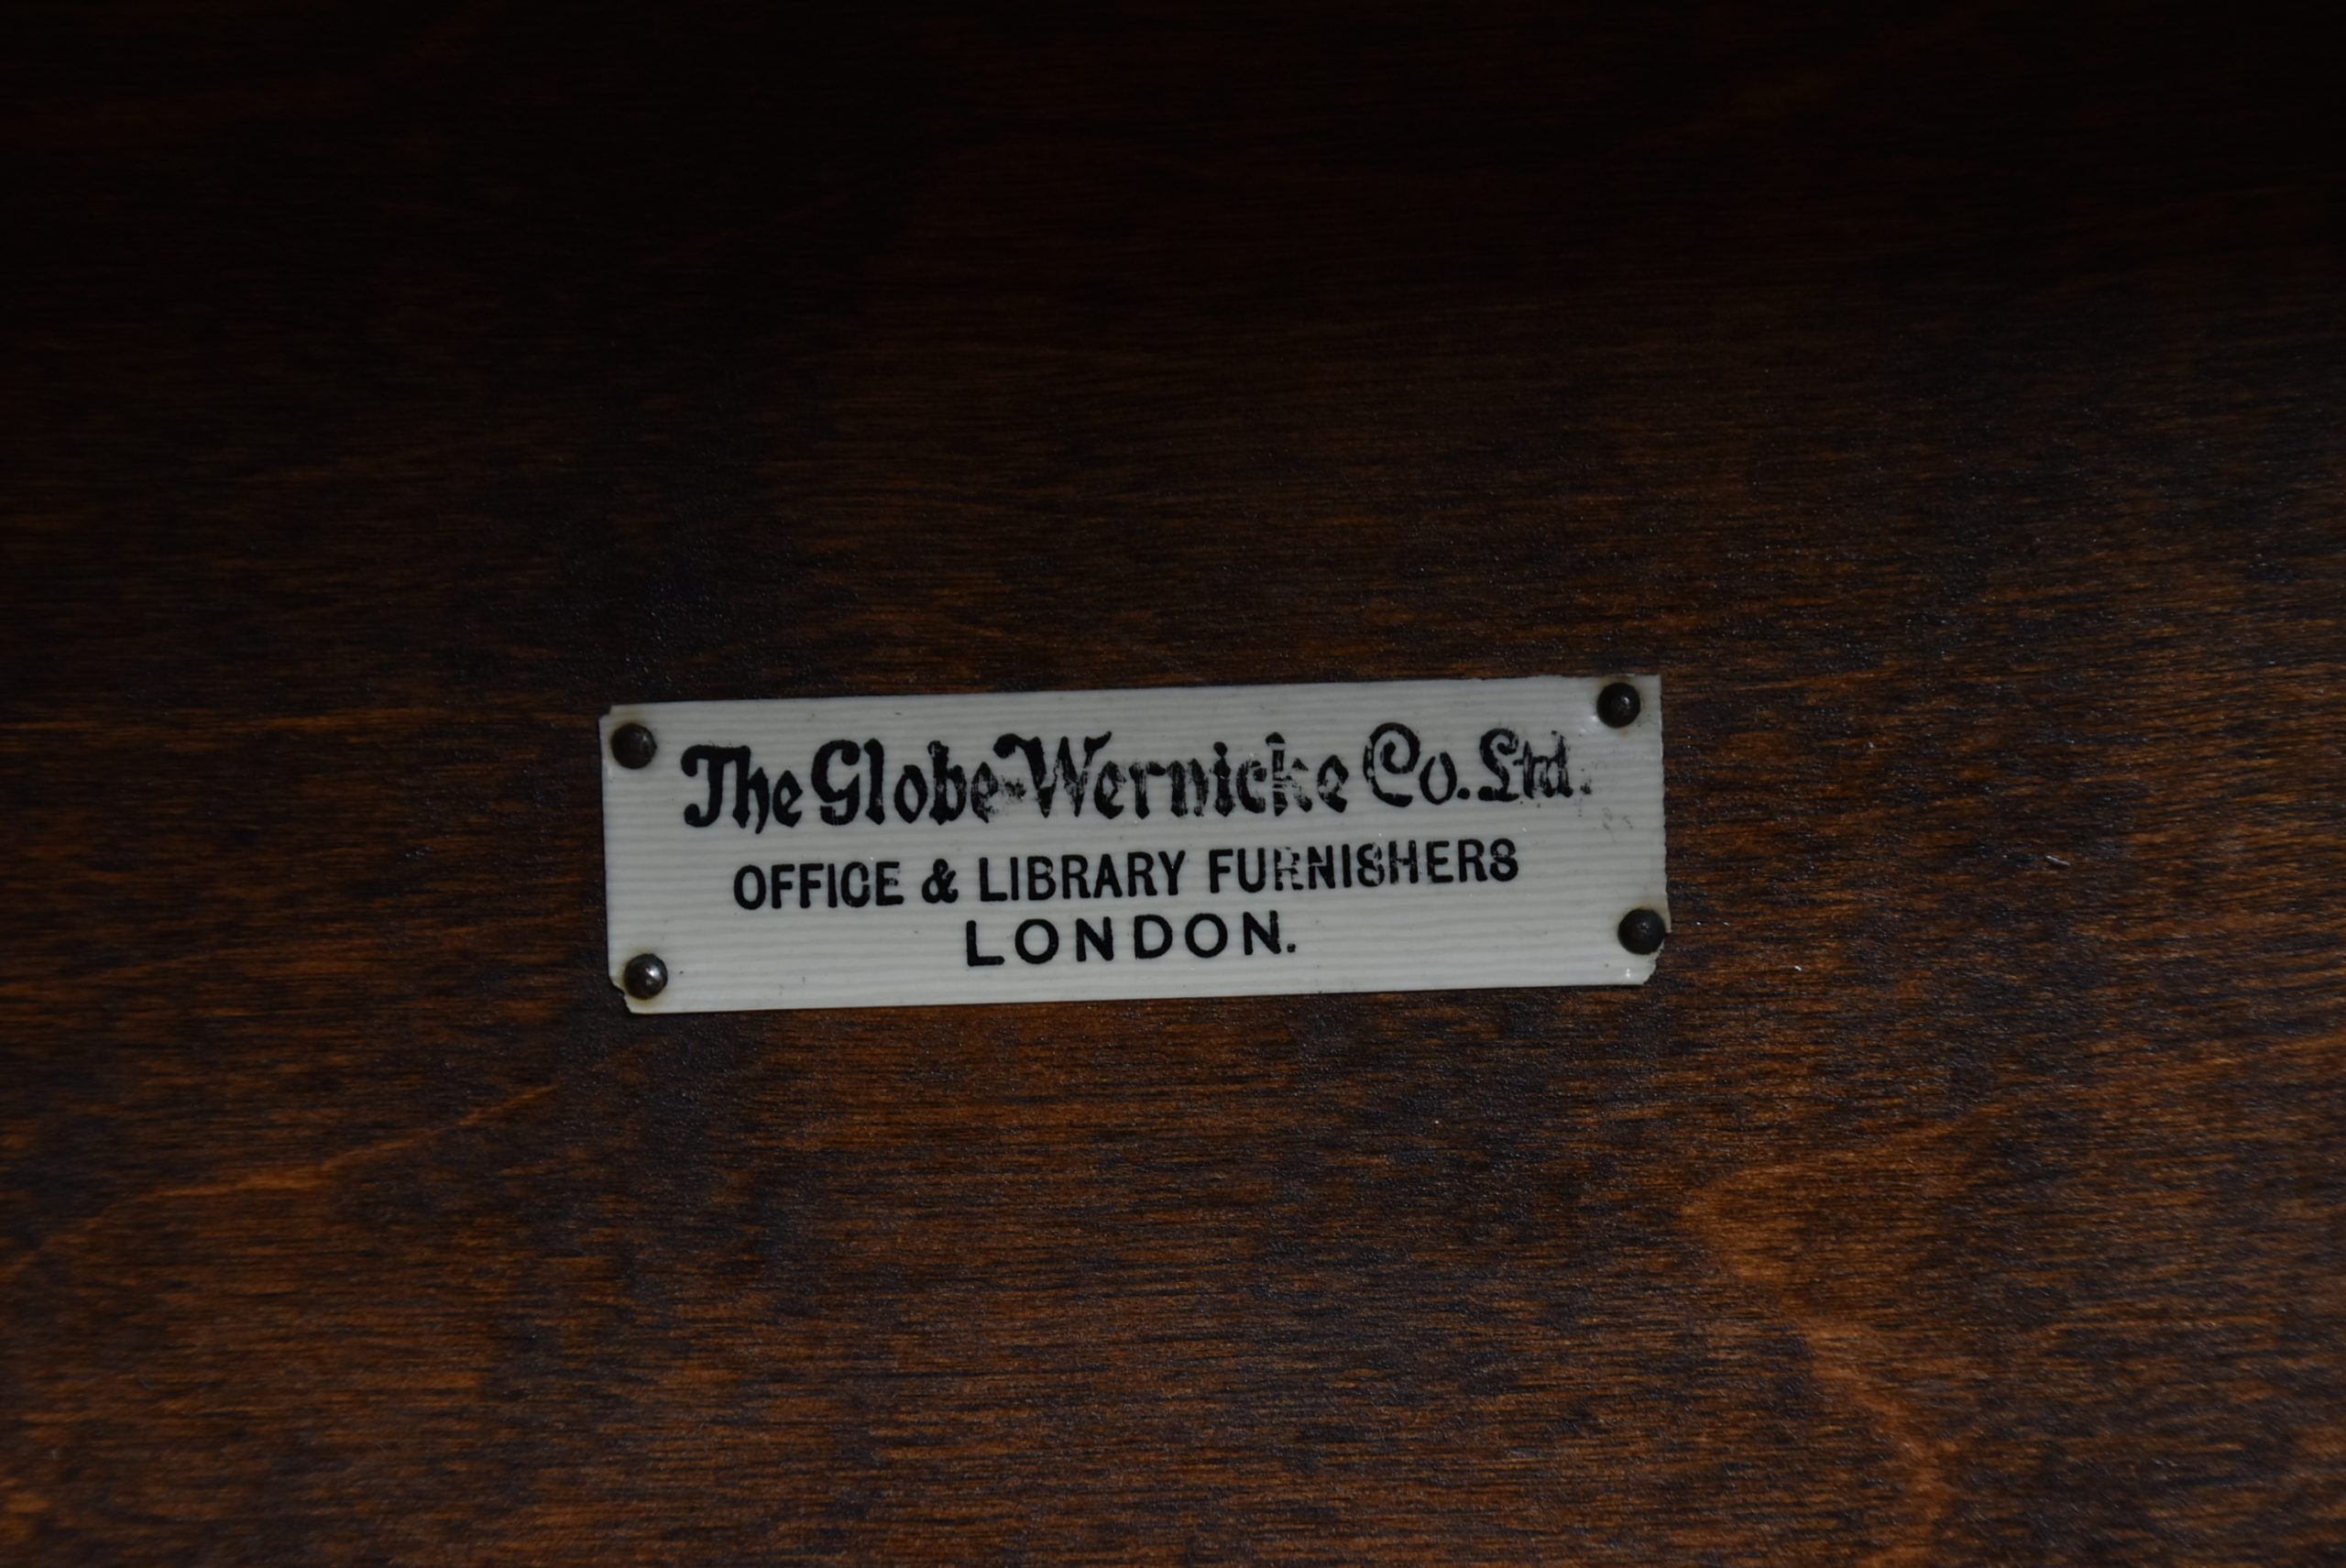 The Globe-Wernicke Co. Ltd.
OFFICE & LIBRARY FURNISHERS
LONDON.